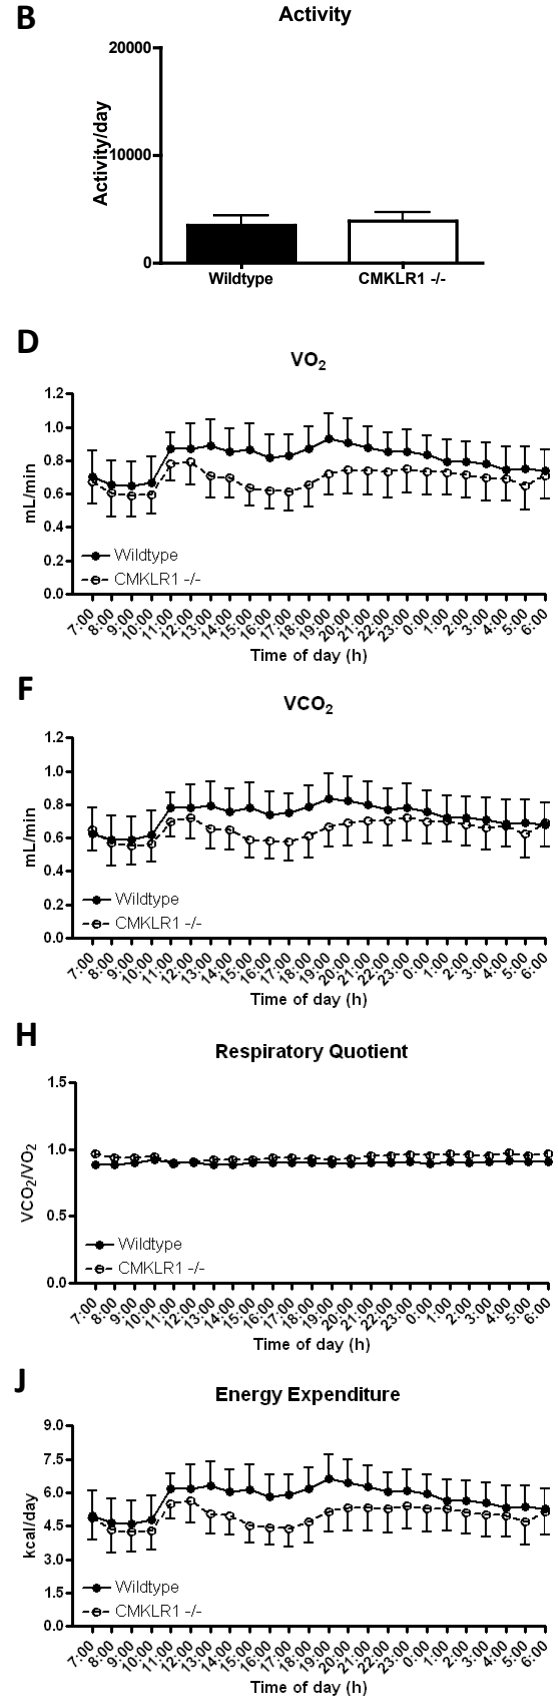 B
Activity
20000
10000
0
Activity/day
Wildtype
CMKLR1 -/-
D
VO2
1.2
1.0
0.8
0.6
0.4
0.2
0.0
mL/min
Wildtype
CMKLR1 -/-
7:00 8:00 9:00 10:00 11:00 12:00 13:00 14:00 15:00 16:00 17:00 18:00 19:00 20:00 21:00 22:00 23:00 0:00 1:00 2:00 3:00 4:00 5:00 6:00
Time of day (h)
F
VCO2
1.2
1.0
0.8
0.6
0.4
0.2
0.0
mL/min
Wildtype
CMKLR1 -/-
7:00 8:00 9:00 10:00 11:00 12:00 13:00 14:00 15:00 16:00 17:00 18:00 19:00 20:00 21:00 22:00 23:00 0:00 1:00 2:00 3:00 4:00 5:00 6:00
Time of day (h)
H
Respiratory Quotient
1.5
1.0
0.5
0.0
VCO2/VO2
Wildtype
CMKLR1 -/-
7:00 8:00 9:00 10:00 11:00 12:00 13:00 14:00 15:00 16:00 17:00 18:00 19:00 20:00 21:00 22:00 23:00 0:00 1:00 2:00 3:00 4:00 5:00 6:00
Time of day (h)
J
Energy Expenditure
9.0
7.5
6.0
4.5
3.0
1.5
0.0
kcal/day
Wildtype
CMKLR1 -/-
7:00 8:00 9:00 10:00 11:00 12:00 13:00 14:00 15:00 16:00 17:00 18:00 19:00 20:00 21:00 22:00 23:00 0:00 1:00 2:00 3:00 4:00 5:00 6:00
Time of day (h)